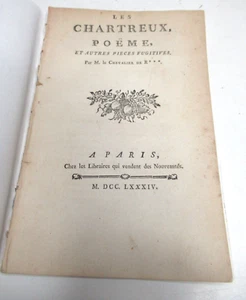 LES
CHARTREUX,
POËME,
ET AUTRES PIECES FUGITIVES,
Par M. le CHEVALIER DE R***.
A PARIS,
Chez les Libraires qui vendent des Nouveautés.
M. DCC. LXXXIV.